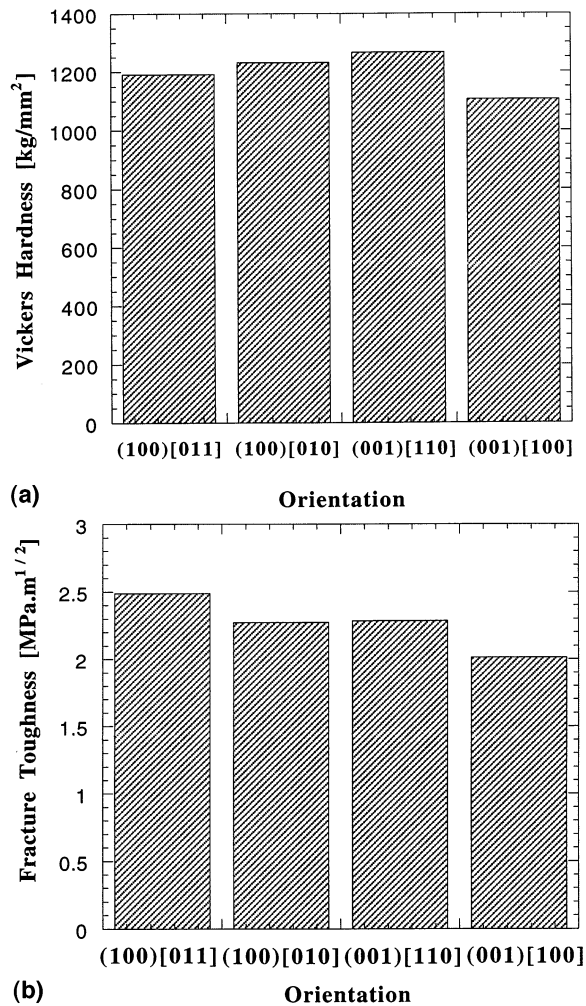 1400
1200
1000
800
600
400
200
0
Vickers Hardness [kg/mm²]
(100)[011] (100)[010] (001)[110] (001)[100]
(a)
Orientation
3
2.5
2
1.5
1
0.5
0
Fracture Toughness [MPa.m^{1/2}]
(100)[011] (100)[010] (001)[110] (001)[100]
(b)
Orientation